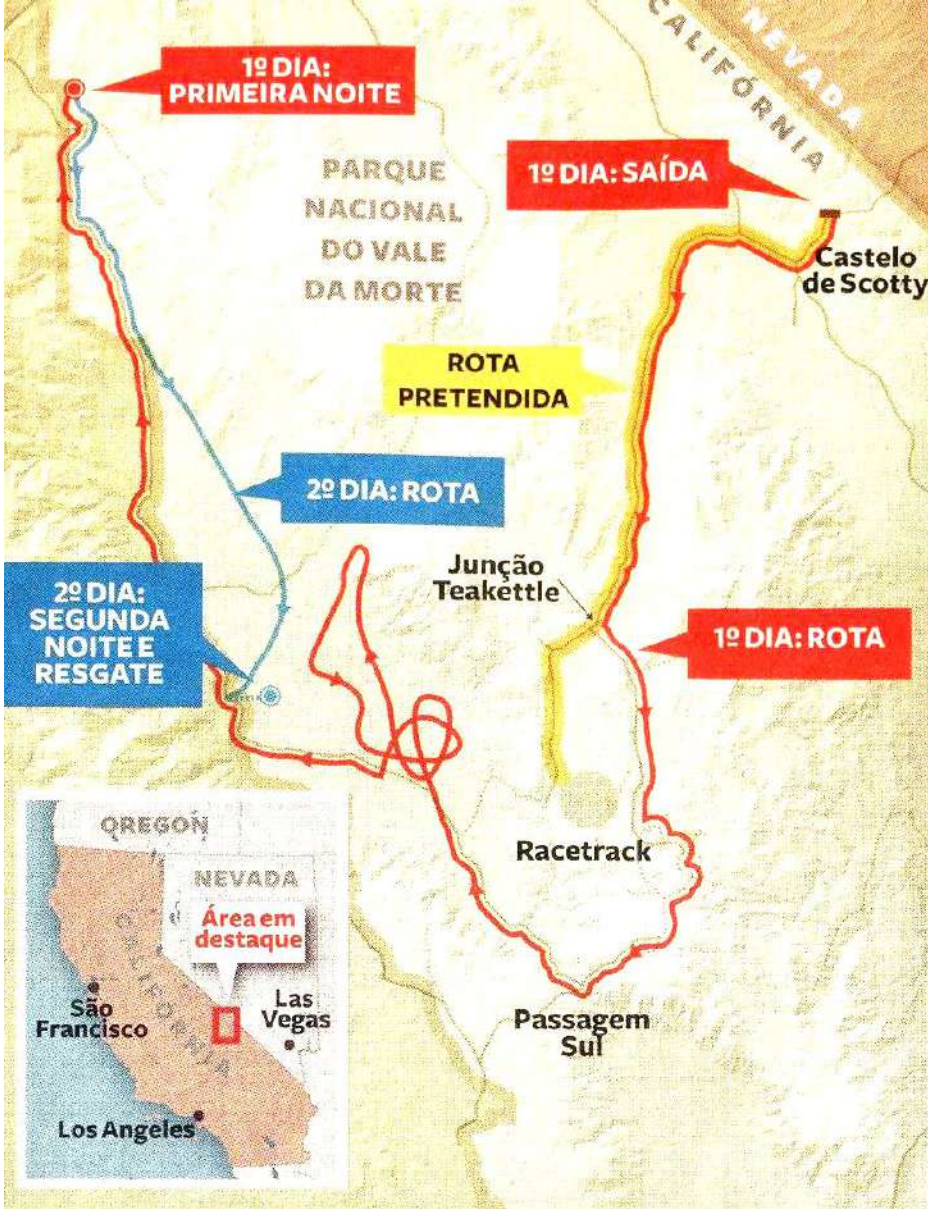 CALIFÓRNIA
NEVADA
1º DIA:
PRIMEIRA NOITE
PARQUE
NACIONAL
DO VALE
DA MORTE
1º DIA: SAÍDA
Castelo
de Scotty
ROTA
PRETENDIDA
2º DIA: ROTA
Junção
Teakettle
2º DIA:
SEGUNDA
NOITE E
RESGATE
1º DIA: ROTA
Racetrack
Passagem
Sul
OREGON
NEVADA
Área em
destaque
CALIFÓRNIA
São
Francisco
Las
Vegas
Los Angeles